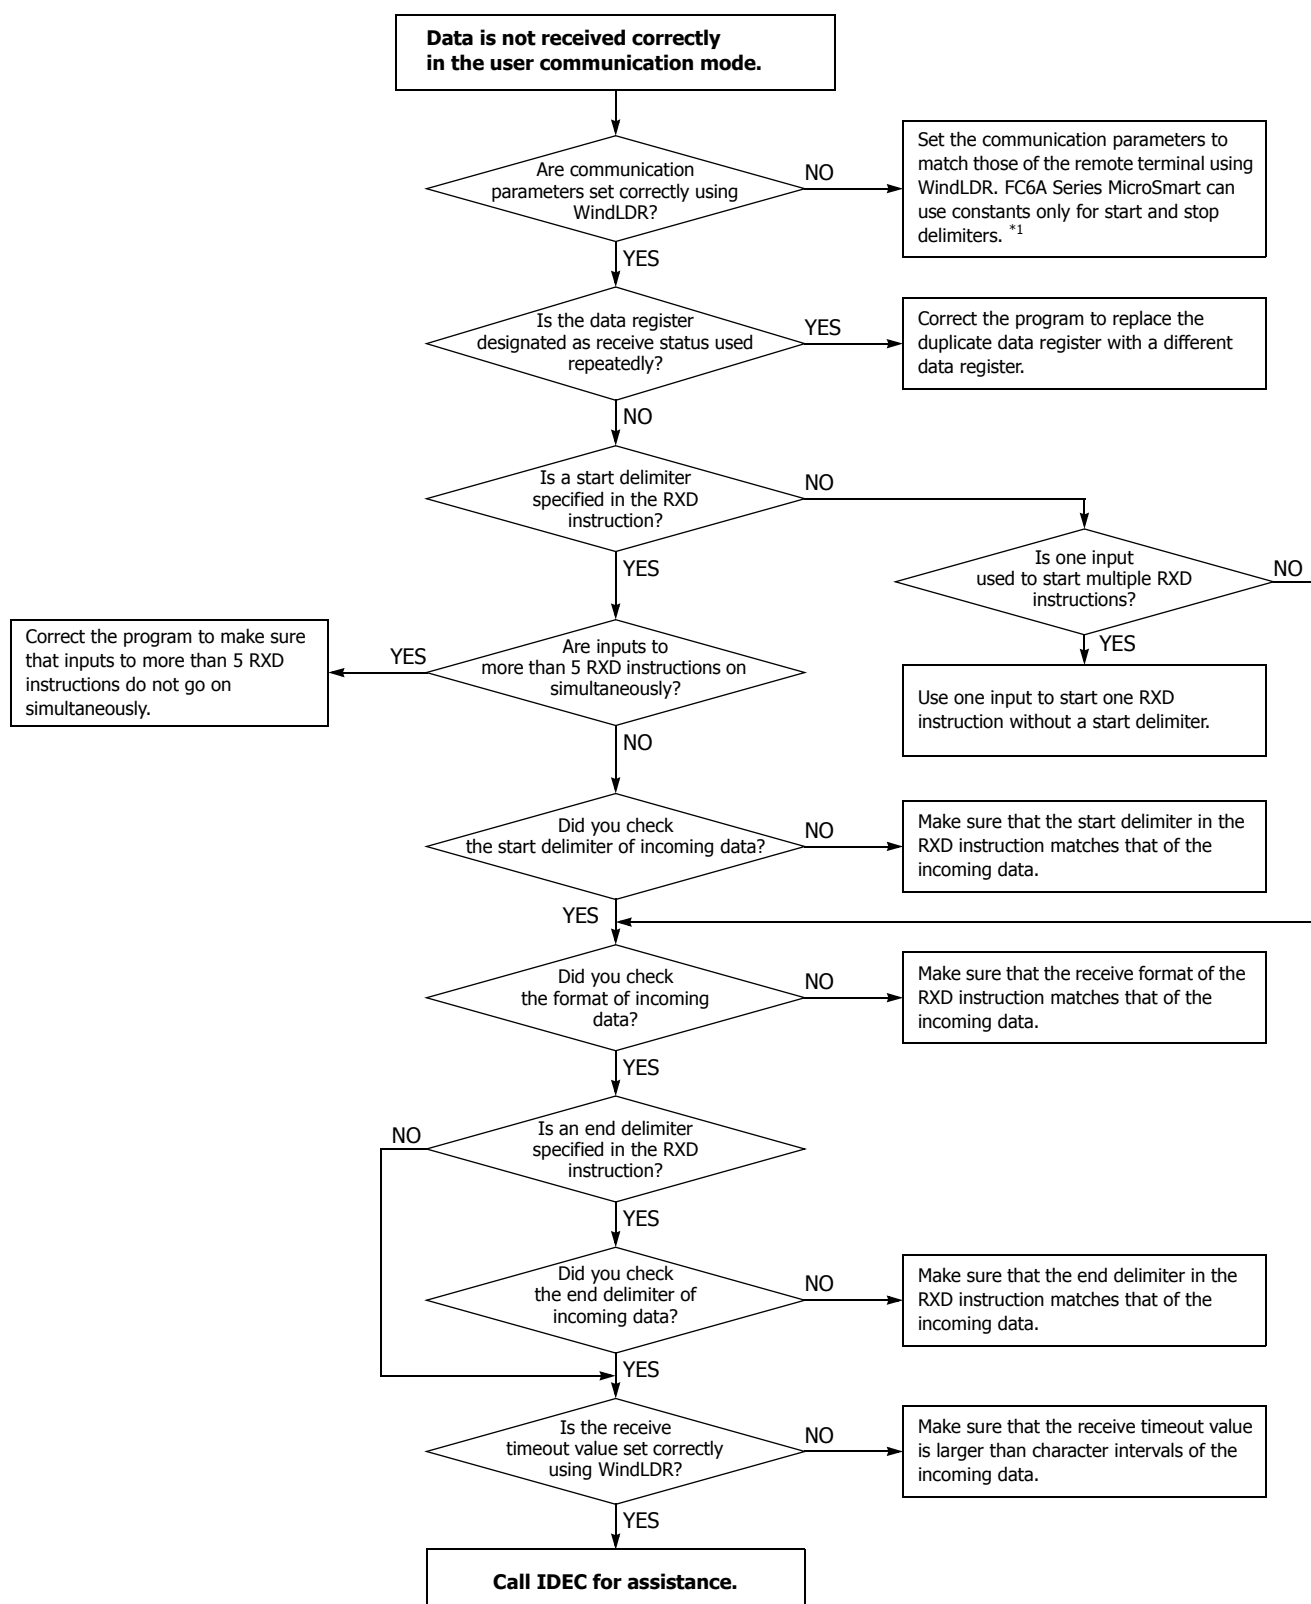 Data is not received correctly
in the user communication mode.
Are communication
parameters set correctly using
WindLDR?
NO
Set the communication parameters to
match those of the remote terminal using
WindLDR. FC6A Series MicroSmart can
use constants only for start and stop
delimiters. *1
YES
Is the data register
designated as receive status used
repeatedly?
YES
Correct the program to replace the
duplicate data register with a different
data register.
NO
Is a start delimiter
specified in the RXD
instruction?
NO
YES
Is one input
used to start multiple RXD
instructions?
NO
YES
Use one input to start one RXD
instruction without a start delimiter.
Are inputs to
more than 5 RXD instructions on
simultaneously?
YES
Correct the program to make sure
that inputs to more than 5 RXD
instructions do not go on
simultaneously.
NO
Did you check
the start delimiter of incoming data?
NO
Make sure that the start delimiter in the
RXD instruction matches that of the
incoming data.
YES
Did you check
the format of incoming
data?
NO
Make sure that the receive format of the
RXD instruction matches that of the
incoming data.
YES
Is an end delimiter
specified in the RXD
instruction?
NO
YES
Did you check
the end delimiter of
incoming data?
NO
Make sure that the end delimiter in the
RXD instruction matches that of the
incoming data.
YES
Is the receive
timeout value set correctly
using WindLDR?
NO
Make sure that the receive timeout value
is larger than character intervals of the
incoming data.
YES
Call IDEC for assistance.